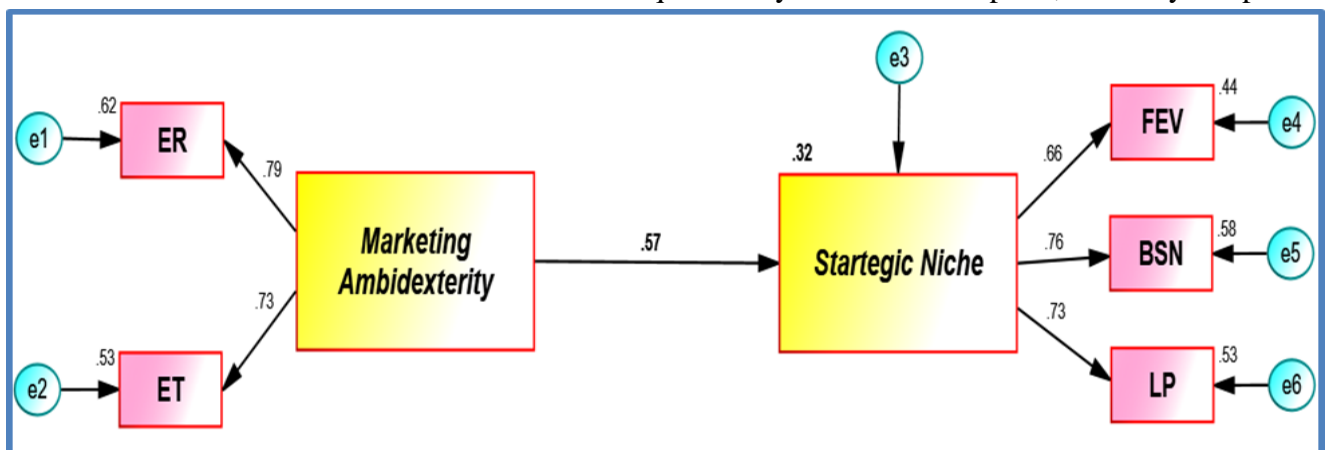 e3
.62
e1
ER
.79
.32
.44
FEV
e4
.66
Marketing
Ambidexterity
.57
Startegic Niche
.76
.58
BSN
e5
.73
.73
.53
e2
ET
.53
LP
e6